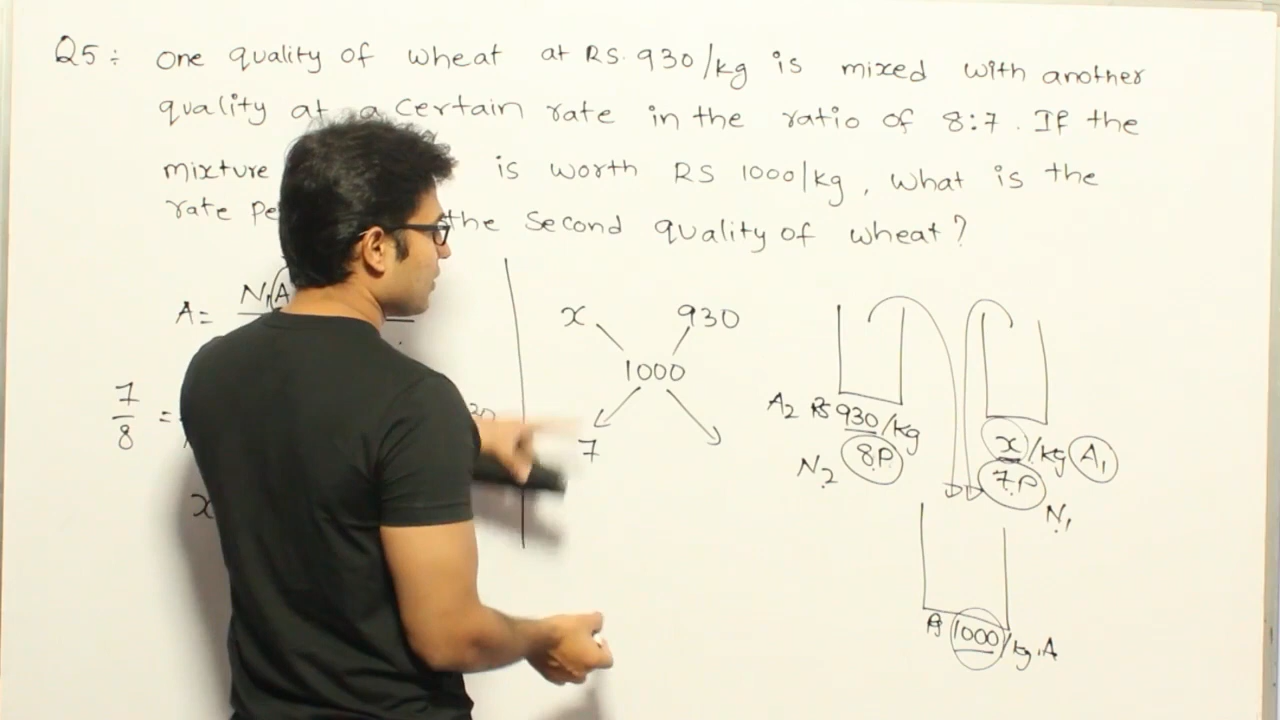 Q5: One quality of wheat at RS. 930/kg is mixed with another
quality at a certain rate in the ratio of 8:7. If the
mixture is worth RS 1000/kg, what is the
rate pe the second quality of wheat?
A = N₁A
7/8 =
x
x 930
1000
7
A₂ Rs 930/kg
8P
N₂
x/kg A₁
7P
N₁
Rs 1000/kg A